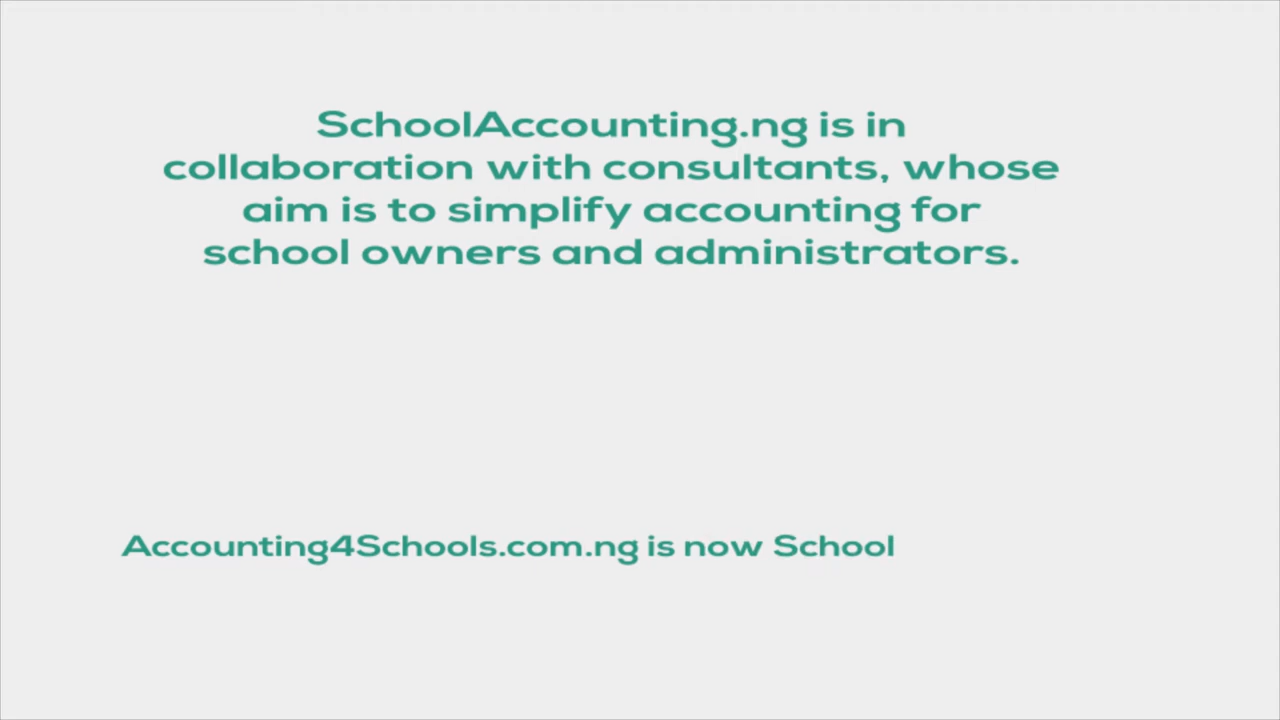 SchoolAccounting.ng is in
collaboration with consultants, whose
aim is to simplify accounting for
school owners and administrators.
Accounting4Schools.com.ng is now School